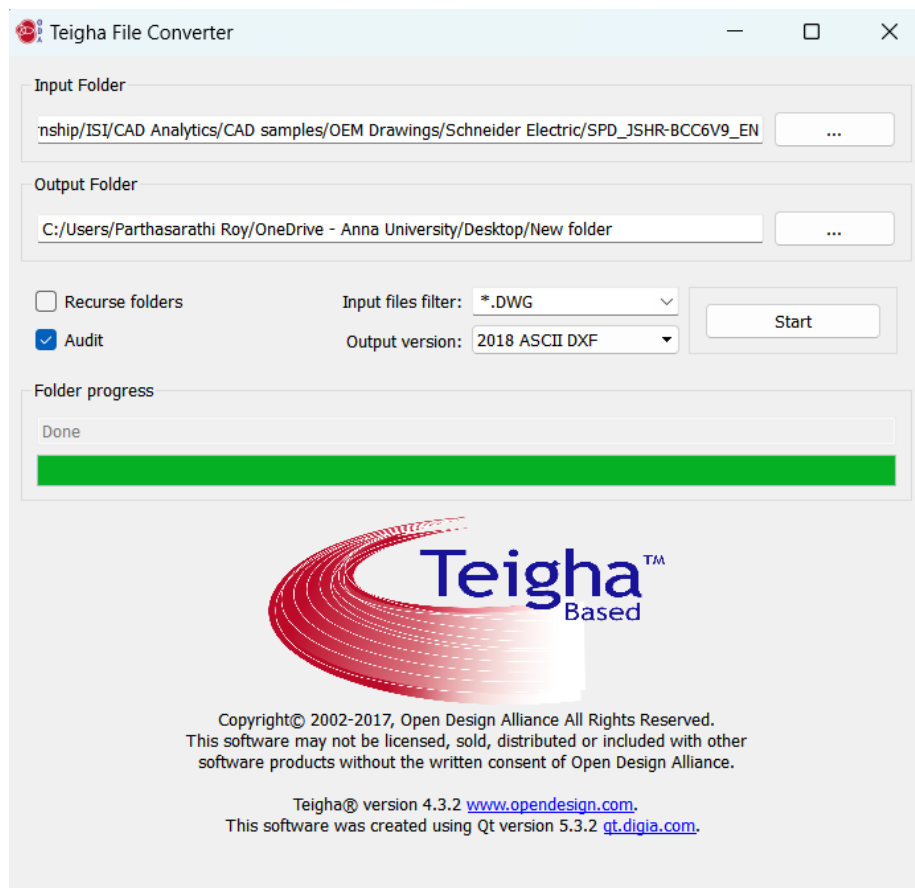 Teigha File Converter
Input Folder
nship/ISI/CAD Analytics/CAD samples/OEM Drawings/Schneider Electric/SPD_JSHR-BCC6V9_EN
...
Output Folder
C:/Users/Parthasarathi Roy/OneDrive - Anna University/Desktop/New folder
...
Recurse folders
Input files filter:
*.DWG
Start
Audit
Output version:
2018 ASCII DXF
Folder progress
Done
Teigha™
Based
Copyright© 2002-2017, Open Design Alliance All Rights Reserved.
This software may not be licensed, sold, distributed or included with other
software products without the written consent of Open Design Alliance.
Teigha® version 4.3.2 www.opendesign.com.
This software was created using Qt version 5.3.2 qt.digia.com.